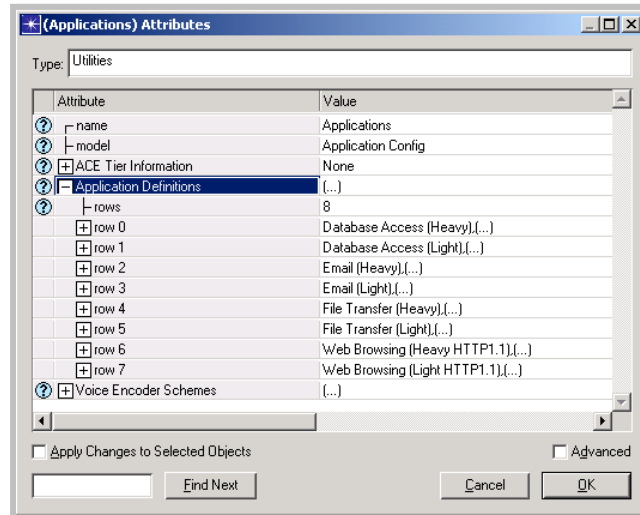 (Applications) Attributes
Type: Utilities
Attribute Value
name Applications
model Application Config
ACE Tier Information None
Application Definitions (...)
rows 8
row 0 Database Access (Heavy),(...)
row 1 Database Access (Light),(...)
row 2 Email (Heavy),(...)
row 3 Email (Light),(...)
row 4 File Transfer (Heavy),(...)
row 5 File Transfer (Light),(...)
row 6 Web Browsing (Heavy HTTP1.1),(...)
row 7 Web Browsing (Light HTTP1.1),(...)
Voice Encoder Schemes (...)
Apply Changes to Selected Objects Advanced
Find Next Cancel OK